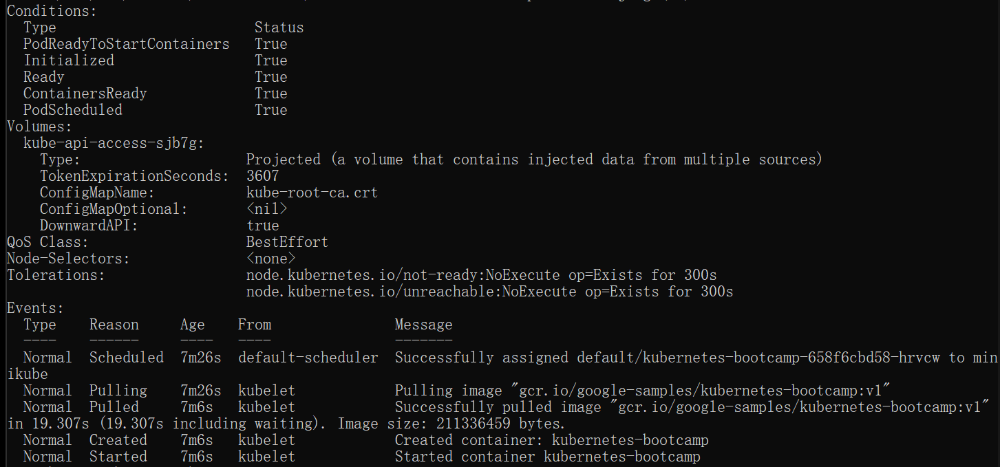 Conditions:
Type Status
PodReadyToStartContainers True
Initialized True
Ready True
ContainersReady True
PodScheduled True
Volumes:
kube-api-access-sjb7g:
Type: Projected (a volume that contains injected data from multiple sources)
TokenExpirationSeconds: 3607
ConfigMapName: kube-root-ca.crt
ConfigMapOptional: <nil>
DownwardAPI: true
QoS Class: BestEffort
Node-Selectors: <none>
Tolerations: node.kubernetes.io/not-ready:NoExecute op=Exists for 300s
node.kubernetes.io/unreachable:NoExecute op=Exists for 300s
Events:
Type Reason Age From Message
---- ------ ---- ---- -------
Normal Scheduled 7m26s default-scheduler Successfully assigned default/kubernetes-bootcamp-658f6cbd58-hrvcw to min
ikube
Normal Pulling 7m26s kubelet Pulling image "gcr.io/google-samples/kubernetes-bootcamp:v1"
Normal Pulled 7m6s kubelet Successfully pulled image "gcr.io/google-samples/kubernetes-bootcamp:v1"
in 19.307s (19.307s including waiting). Image size: 211336459 bytes.
Normal Created 7m6s kubelet Created container: kubernetes-bootcamp
Normal Started 7m6s kubelet Started container kubernetes-bootcamp